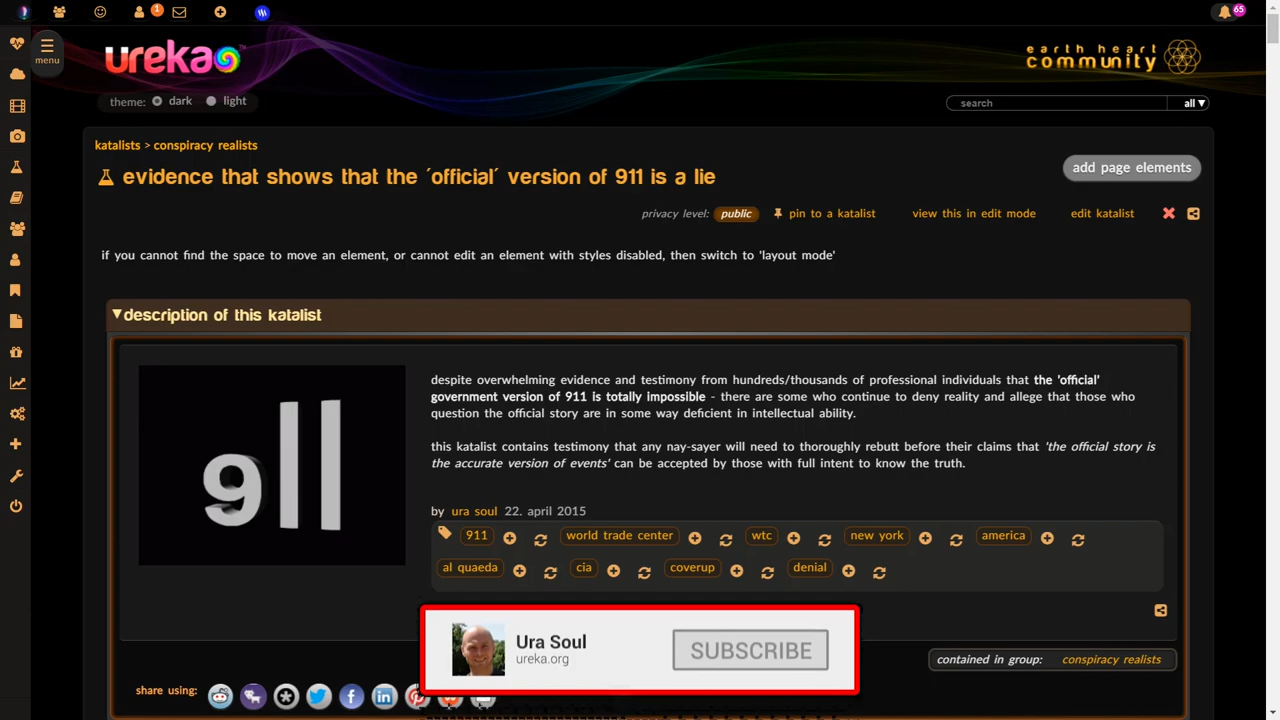 1
65
menu
ureka
earth heart
community
theme: dark light
search all ▼
katalists > conspiracy realists
evidence that shows that the ´official´ version of 911 is a lie
add page elements
privacy level: public pin to a katalist view this in edit mode edit katalist
if you cannot find the space to move an element, or cannot edit an element with styles disabled, then switch to 'layout mode'
▼description of this katalist
911
despite overwhelming evidence and testimony from hundreds/thousands of professional individuals that the 'official'
government version of 911 is totally impossible - there are some who continue to deny reality and allege that those who
question the official story are in some way deficient in intellectual ability.
this katalist contains testimony that any nay-sayer will need to thoroughly rebutt before their claims that 'the official story is
the accurate version of events' can be accepted by those with full intent to know the truth.
by ura soul 22. april 2015
911 world trade center wtc new york america
al quaeda cia coverup denial
Ura Soul
ureka.org
SUBSCRIBE
contained in group: conspiracy realists
share using: